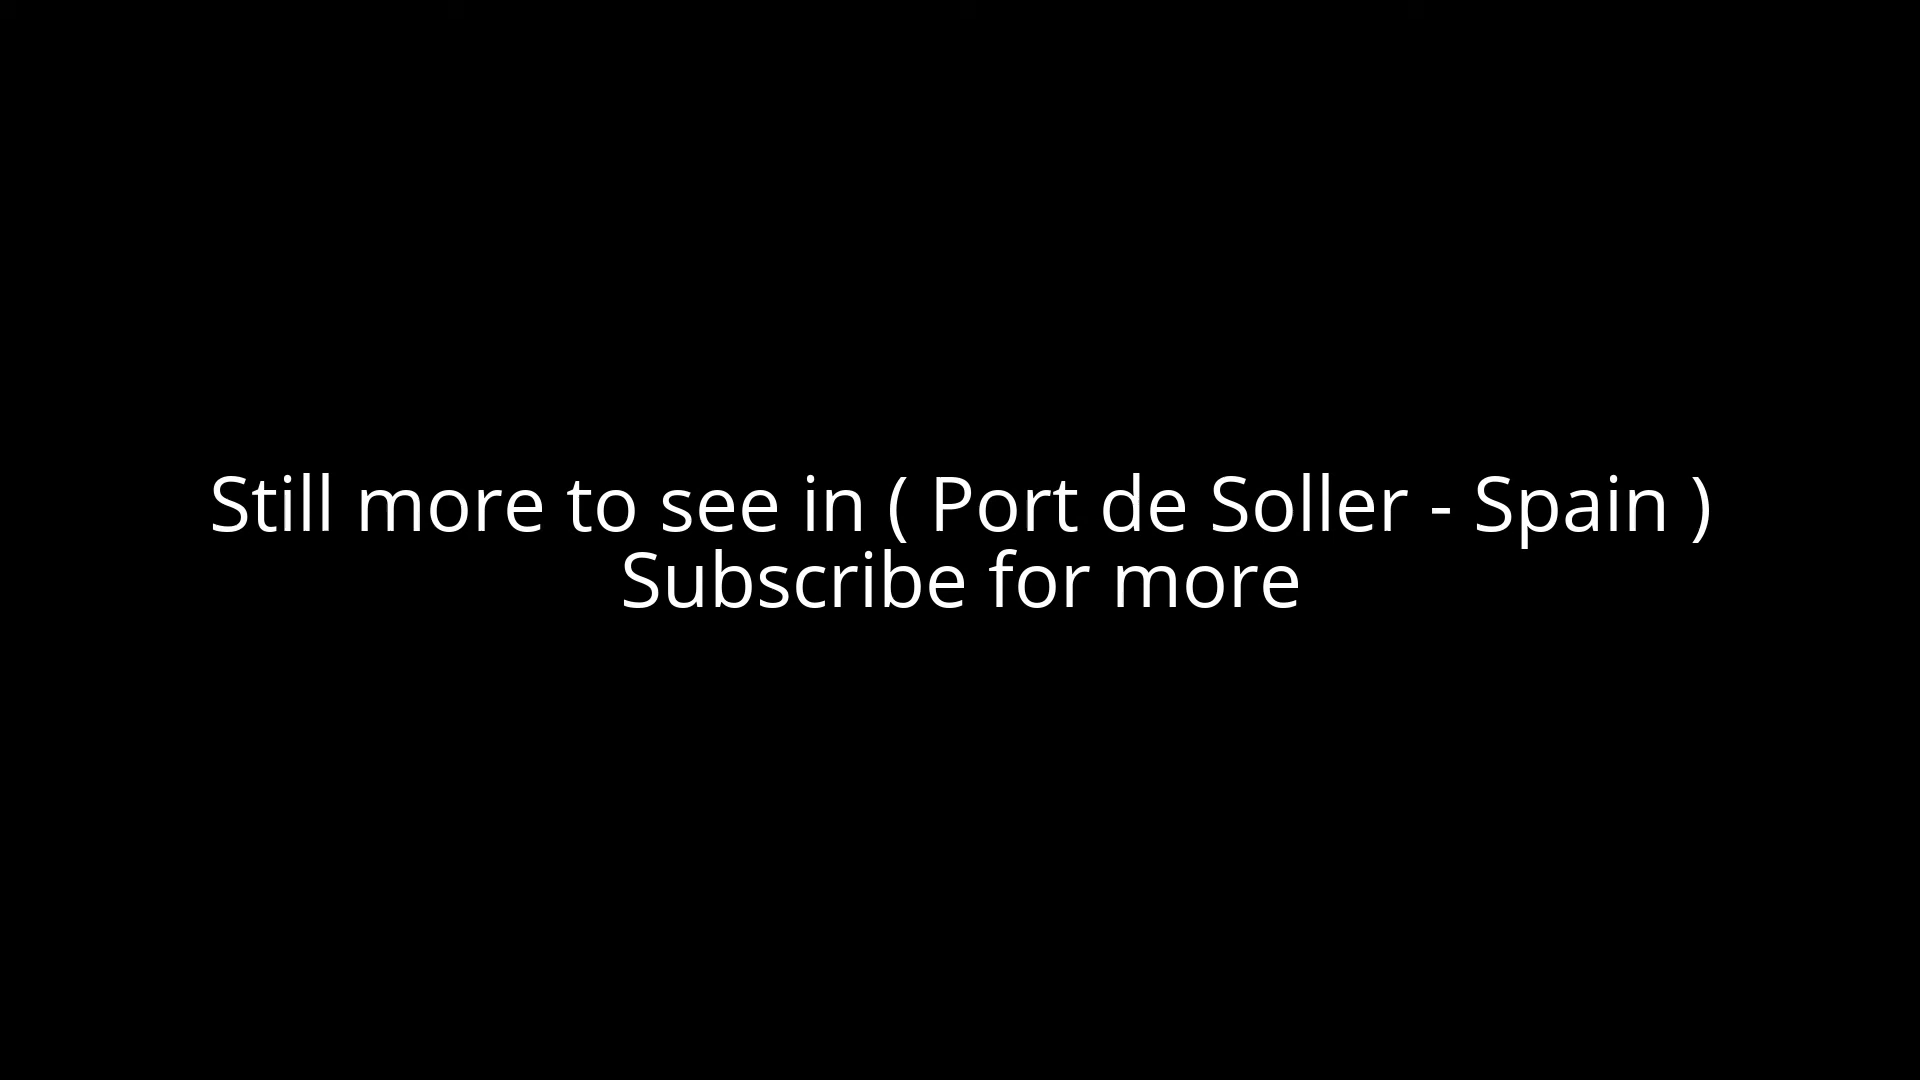 Still more to see in ( Port de Soller - Spain )
Subscribe for more